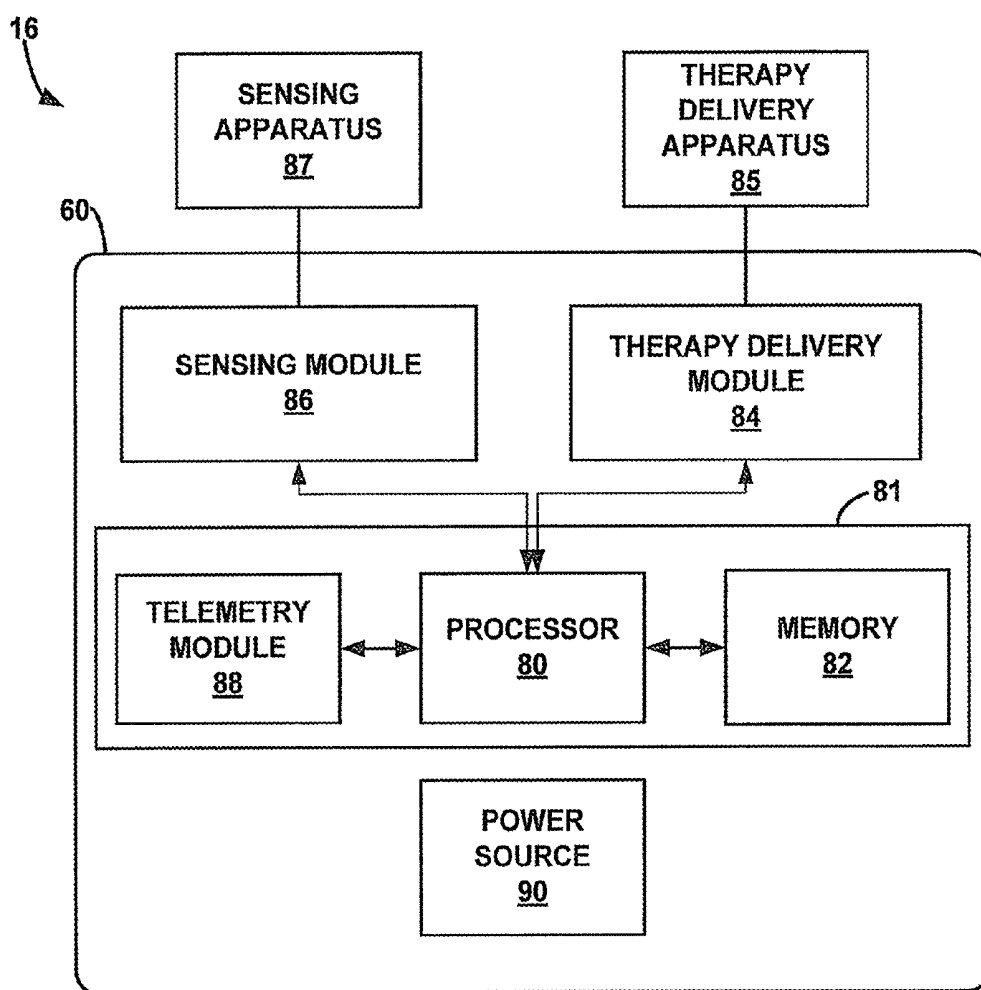 16
SENSING
APPARATUS
87
THERAPY
DELIVERY
APPARATUS
85
60
SENSING MODULE
86
THERAPY DELIVERY
MODULE
84
81
TELEMETRY
MODULE
88
PROCESSOR
80
MEMORY
82
POWER
SOURCE
90